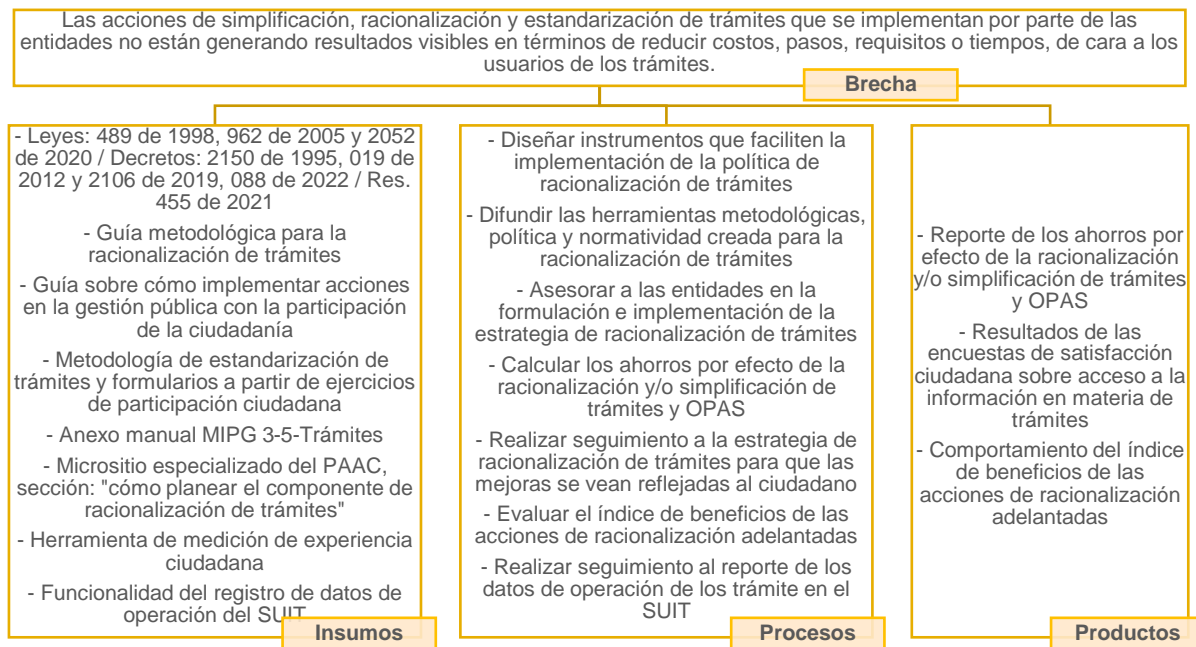 Las acciones de simplificación, racionalización y estandarización de trámites que se implementan por parte de las
entidades no están generando resultados visibles en términos de reducir costos, pasos, requisitos o tiempos, de cara a los
usuarios de los trámites.
Brecha
- Leyes: 489 de 1998, 962 de 2005 y 2052
de 2020 / Decretos: 2150 de 1995, 019 de
2012 y 2106 de 2019, 088 de 2022 / Res.
455 de 2021
- Guía metodológica para la
racionalización de trámites
- Guía sobre cómo implementar acciones
en la gestión pública con la participación
de la ciudadanía
- Metodología de estandarización de
trámites y formularios a partir de ejercicios
de participación ciudadana
- Anexo manual MIPG 3-5-Trámites
- Micrositio especializado del PAAC,
sección: "cómo planear el componente de
racionalización de trámites"
- Herramienta de medición de experiencia
ciudadana
- Funcionalidad del registro de datos de
operación del SUIT
Insumos
- Diseñar instrumentos que faciliten la
implementación de la política de
racionalización de trámites
- Difundir las herramientas metodológicas,
política y normatividad creada para la
racionalización de trámites
- Asesorar a las entidades en la
formulación e implementación de la
estrategia de racionalización de trámites
- Calcular los ahorros por efecto de la
racionalización y/o simplificación de
trámites y OPAS
- Realizar seguimiento a la estrategia de
racionalización de trámites para que las
mejoras se vean reflejadas al ciudadano
- Evaluar el índice de beneficios de las
acciones de racionalización adelantadas
- Realizar seguimiento al reporte de los
datos de operación de los trámite en el
SUIT
Procesos
- Reporte de los ahorros por
efecto de la racionalización
y/o simplificación de trámites
y OPAS
- Resultados de las
encuestas de satisfacción
ciudadana sobre acceso a la
información en materia de
trámites
- Comportamiento del índice
de beneficios de las
acciones de racionalización
adelantadas
Productos